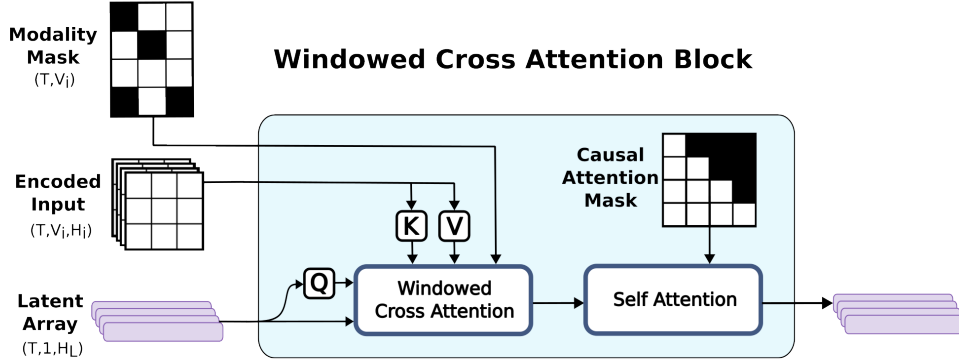 Modality
Mask
(T,Vi)
Windowed Cross Attention Block
Encoded
Input
(T,Vi,Hi)
Causal
Attention
Mask
K
V
Q
Latent
Array
(T,1,HL)
Windowed
Cross Attention
Self Attention